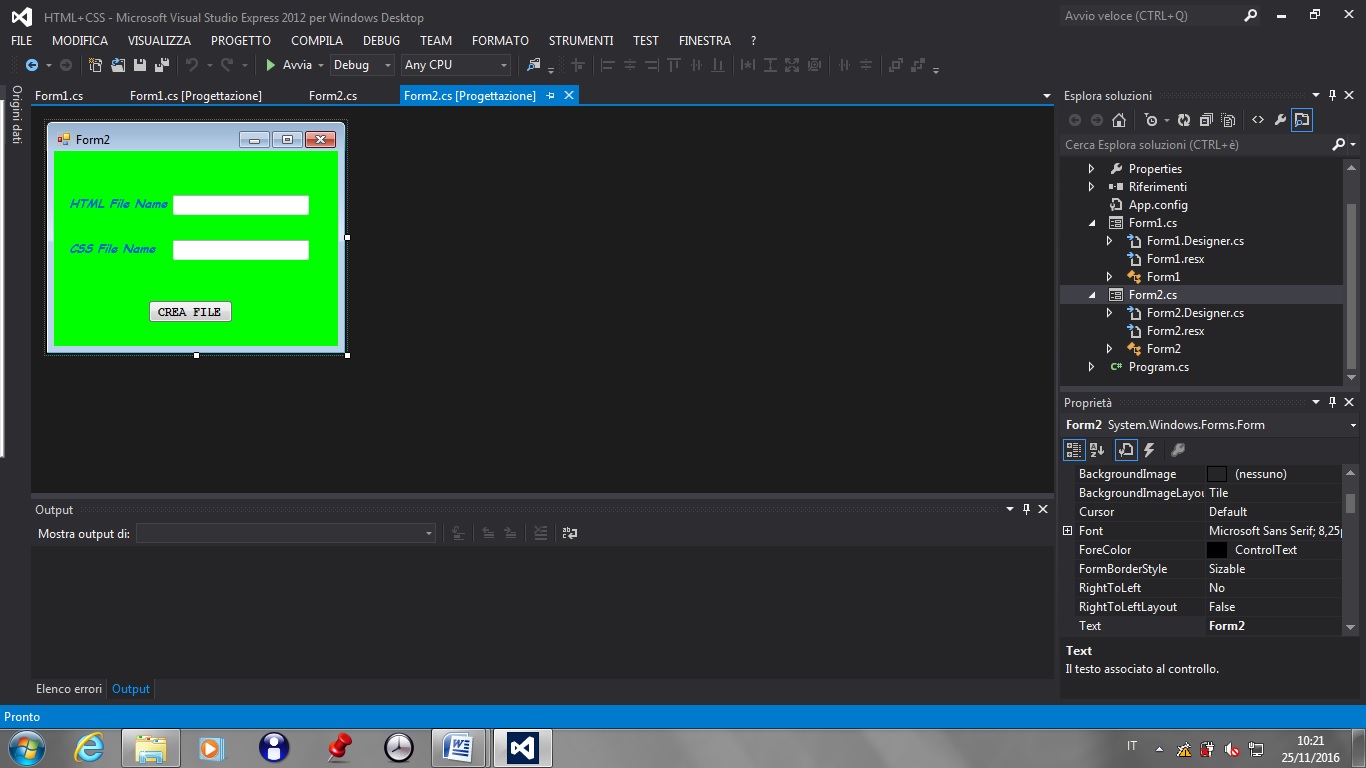 HTML+CSS - Microsoft Visual Studio Express 2012 per Windows Desktop
Avvio veloce (CTRL+Q)
FILE MODIFICA VISUALIZZA PROGETTO COMPILA DEBUG TEAM FORMATO STRUMENTI TEST FINESTRA ?
Avvia Debug Any CPU
Origini dati
Form1.cs Form1.cs [Progettazione] Form2.cs Form2.cs [Progettazione]
Form2
HTML File Name
CSS File Name
CREA FILE
Esplora soluzioni
Cerca Esplora soluzioni (CTRL+è)
Properties
Riferimenti
App.config
Form1.cs
Form1.Designer.cs
Form1.resx
Form1
Form2.cs
Form2.Designer.cs
Form2.resx
Form2
C# Program.cs
Proprietà
Form2 System.Windows.Forms.Form
BackgroundImage (nessuno)
BackgroundImageLayou Tile
Cursor Default
Font Microsoft Sans Serif; 8,25p
ForeColor ControlText
FormBorderStyle Sizable
RightToLeft No
RightToLeftLayout False
Text Form2
Text
Il testo associato al controllo.
Output
Mostra output di:
Elenco errori Output
Pronto
IT
10:21
25/11/2016